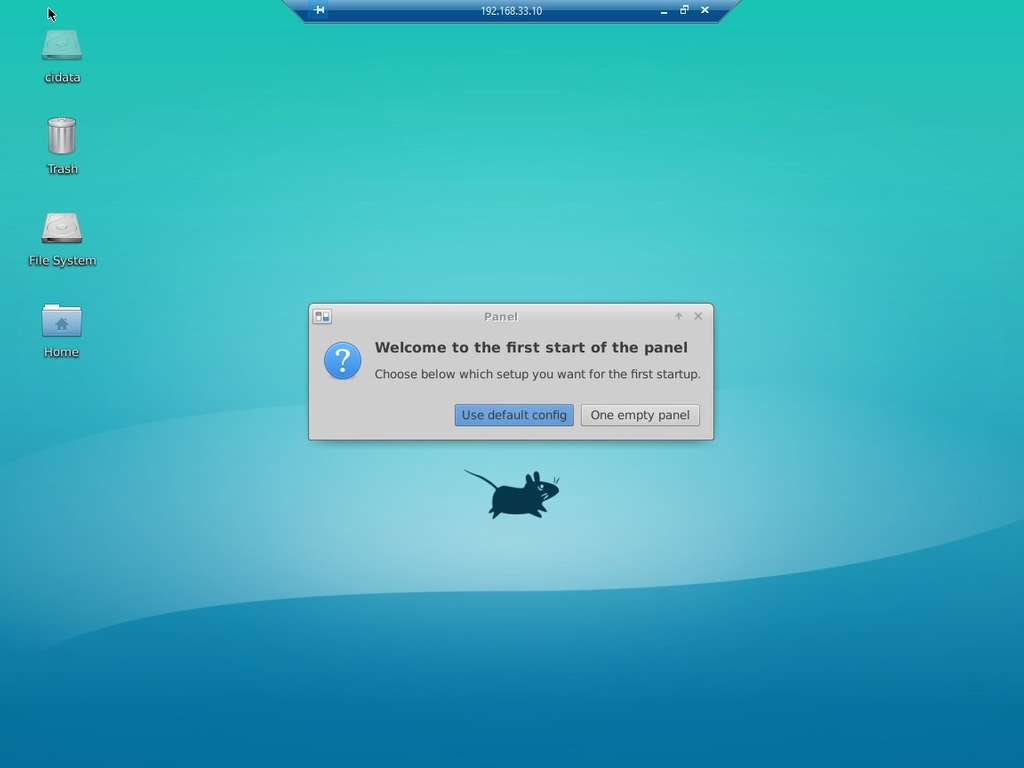 192.168.33.10
cidata
Trash
File System
Home
Panel
Welcome to the first start of the panel
Choose below which setup you want for the first startup.
Use default config
One empty panel